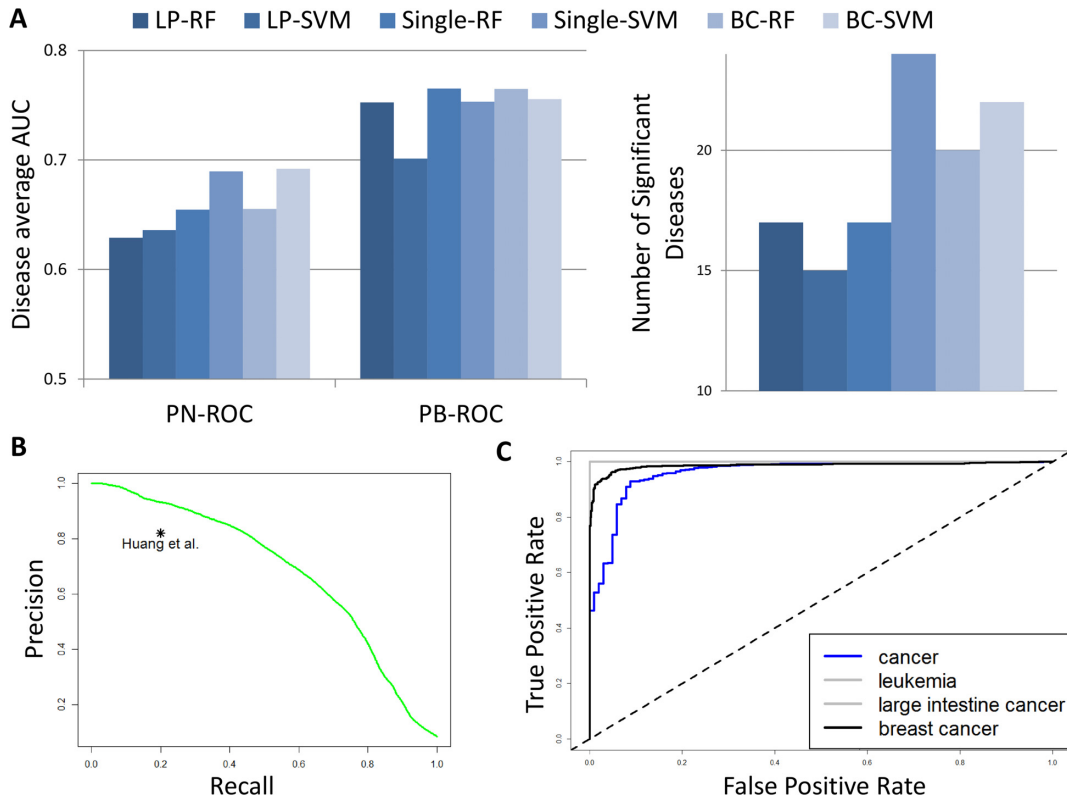 A
LP-RF LP-SVM Single-RF Single-SVM BC-RF BC-SVM
Disease average AUC
0.8
0.7
0.6
0.5
PN-ROC PB-ROC
Number of Significant
Diseases
20
15
10
B
Precision
1.0
0.8
0.6
0.4
0.2
Huang et al.
0.0 0.2 0.4 0.6 0.8 1.0
Recall
C
True Positive Rate
1.0
0.8
0.6
0.4
0.2
0.0
cancer
leukemia
large intestine cancer
breast cancer
0.0 0.2 0.4 0.6 0.8 1.0
False Positive Rate